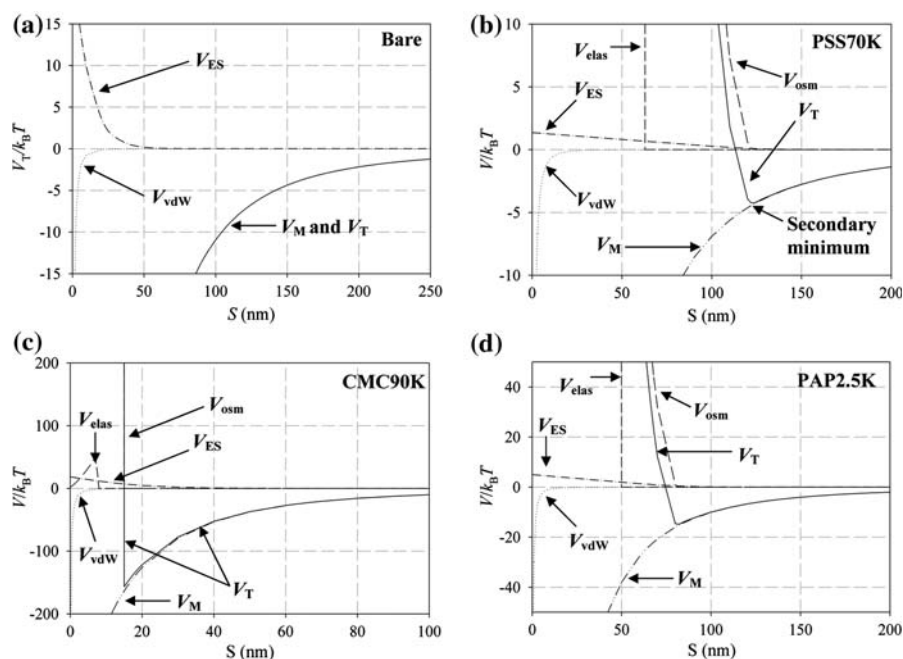 (a)
Bare
V_ES
V_vdW
V_M and V_T
V_T/k_BT
15
10
5
0
-5
-10
-15
0
50
100
150
200
250
S (nm)
(b)
PSS70K
V_elas
V_osm
V_ES
V_T
V_vdW
V_M
Secondary
minimum
V/k_BT
10
5
0
-5
-10
0
50
100
150
200
S (nm)
(c)
CMC90K
V_osm
V_elas
V_ES
V_vdW
V_T
V_M
V/k_BT
200
100
0
-100
-200
0
20
40
60
80
100
S (nm)
(d)
PAP2.5K
V_elas
V_osm
V_ES
V_T
V_vdW
V_M
V/k_BT
40
20
0
-20
-40
0
50
100
150
200
S (nm)